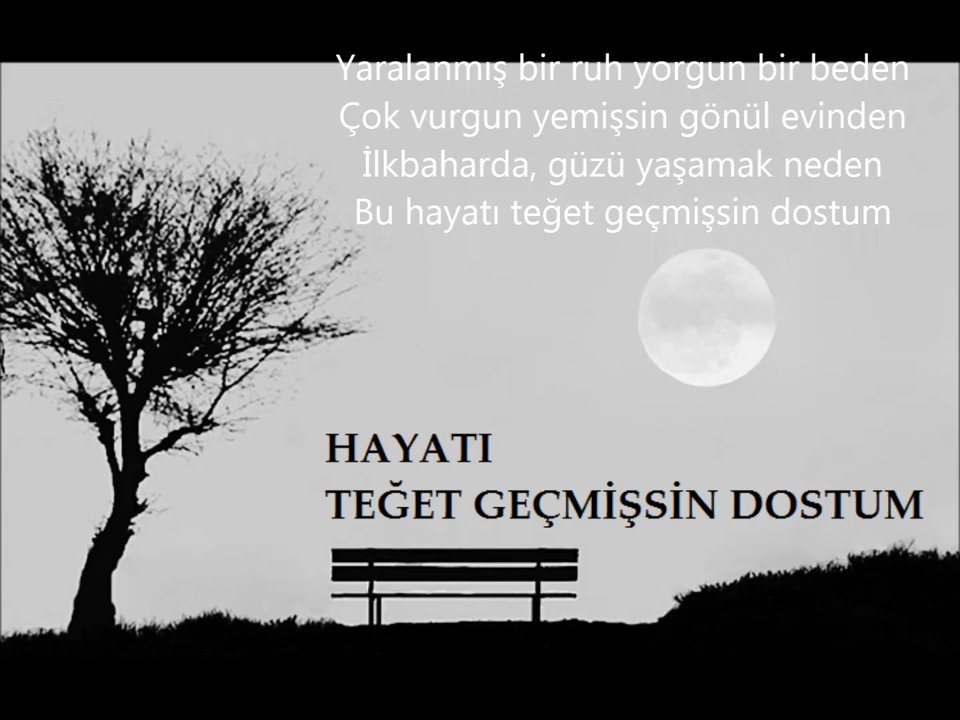 Yaralanmış bir ruh yorgun bir beden
Çok vurgun yemişsin gönül evinden
İlkbaharda, güzü yaşamak neden
Bu hayatı teğet geçmişsin dostum
HAYATI
TEĞET GEÇMİŞSİN DOSTUM